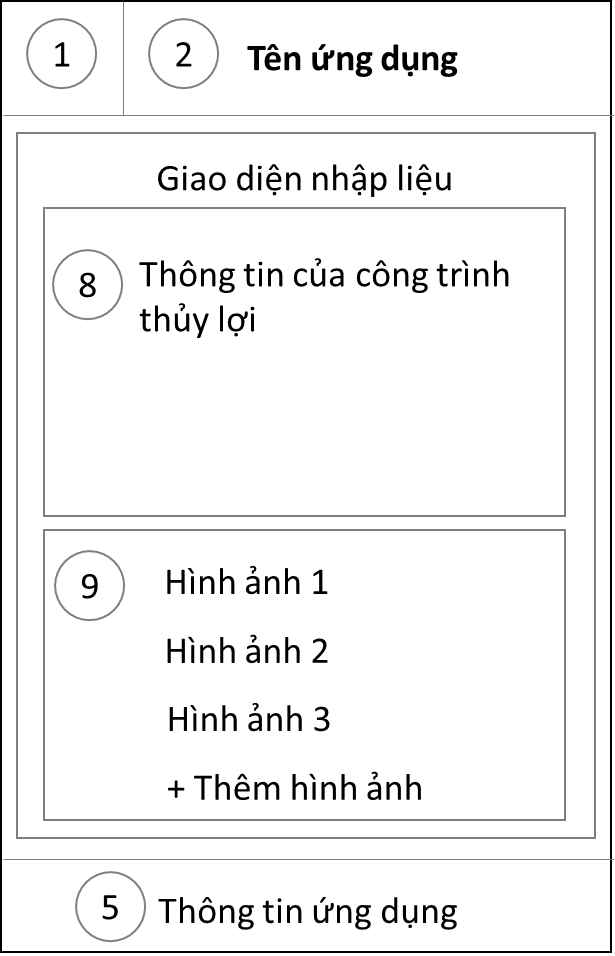 1
2 Tên ứng dụng
Giao diện nhập liệu
8 Thông tin của công trình
thủy lợi
9 Hình ảnh 1
Hình ảnh 2
Hình ảnh 3
+ Thêm hình ảnh
5 Thông tin ứng dụng